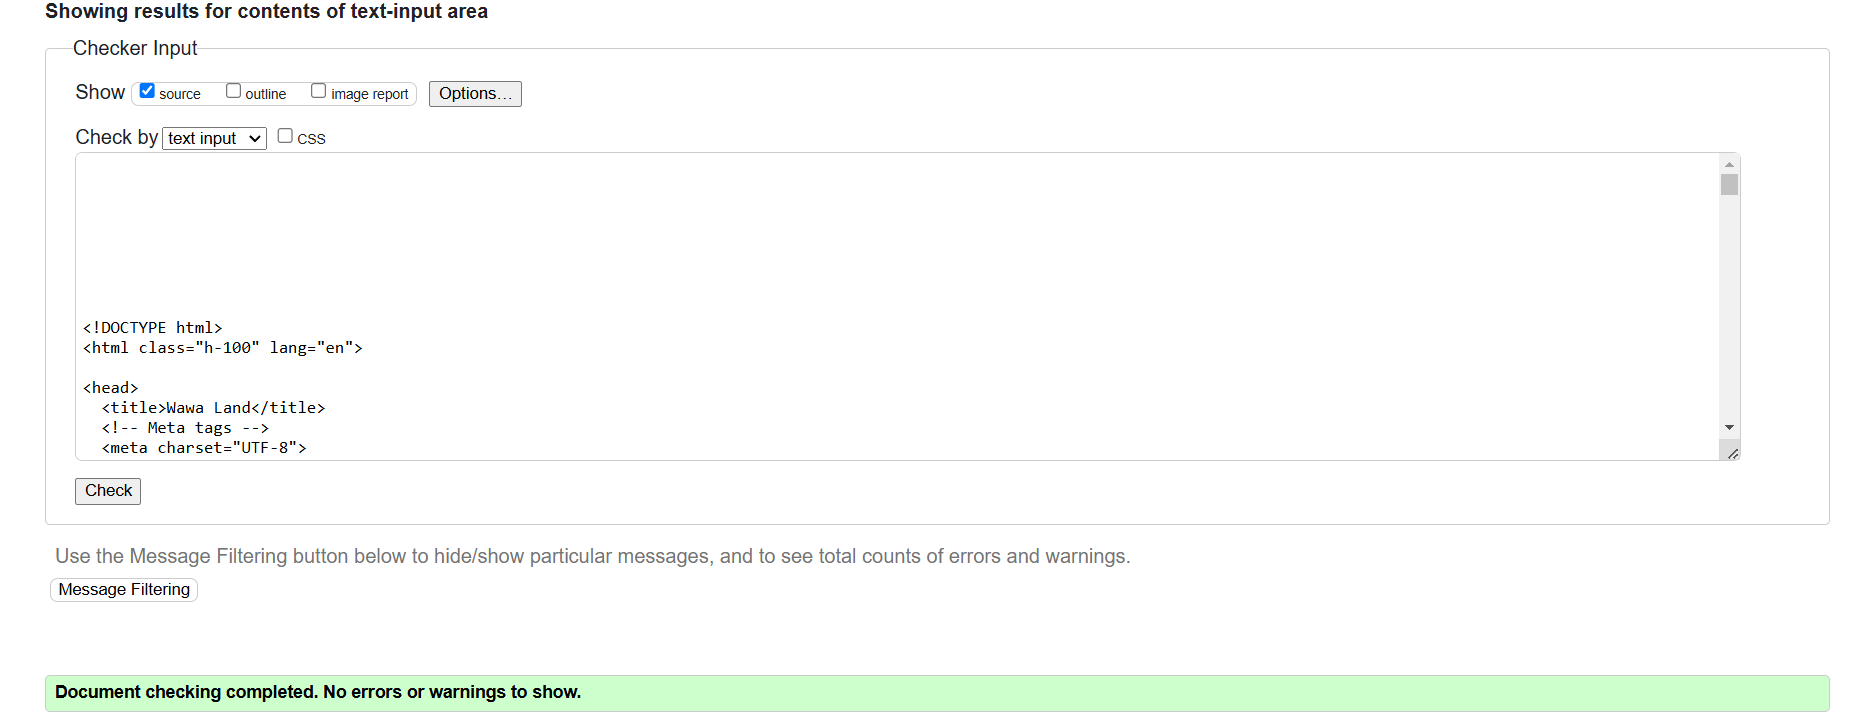 Showing results for contents of text-input area
Checker Input
Show source outline image report Options...
Check by text input CSS
<!DOCTYPE html>
<html class="h-100" lang="en">
<head>
<title>Wawa Land</title>
<!-- Meta tags -->
<meta charset="UTF-8">
Check
Use the Message Filtering button below to hide/show particular messages, and to see total counts of errors and warnings.
Message Filtering
Document checking completed. No errors or warnings to show.